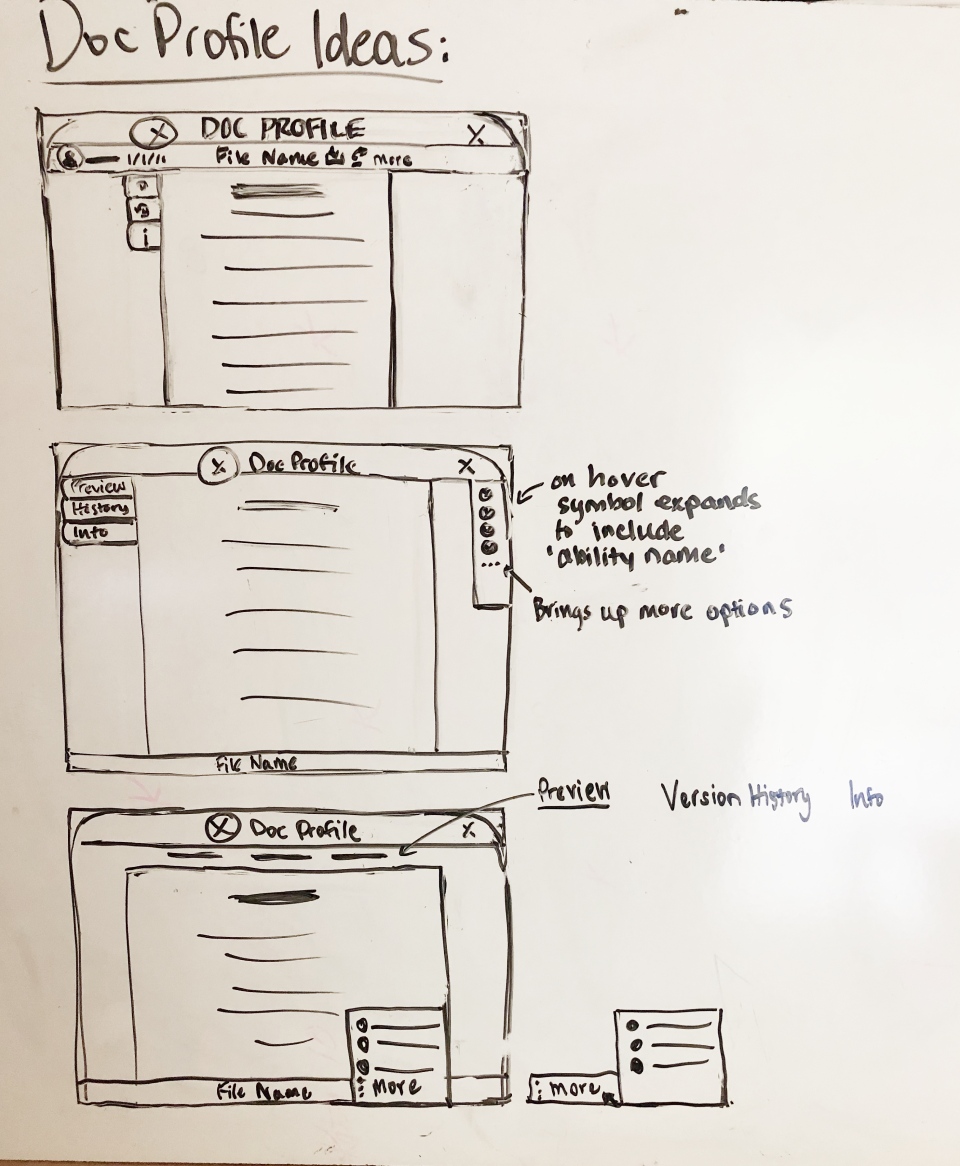 Doc Profile Ideas:
X DOC PROFILE X
1/1/10 File Name More
i
X Doc Profile X
Preview
History
Info
on hover
symbol expands
to include
'ability name'
...
Brings up more options
File Name
Preview Version History Info
X Doc Profile X
File Name
More
more